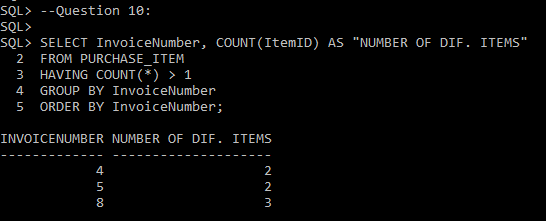 SQL> --Question 10:
SQL>
SQL> SELECT InvoiceNumber, COUNT(ItemID) AS "NUMBER OF DIF. ITEMS"
  2  FROM PURCHASE_ITEM
  3  HAVING COUNT(*) > 1
  4  GROUP BY InvoiceNumber
  5  ORDER BY InvoiceNumber;

INVOICENUMBER NUMBER OF DIF. ITEMS
------------- --------------------
            4                    2
            5                    2
            8                    3